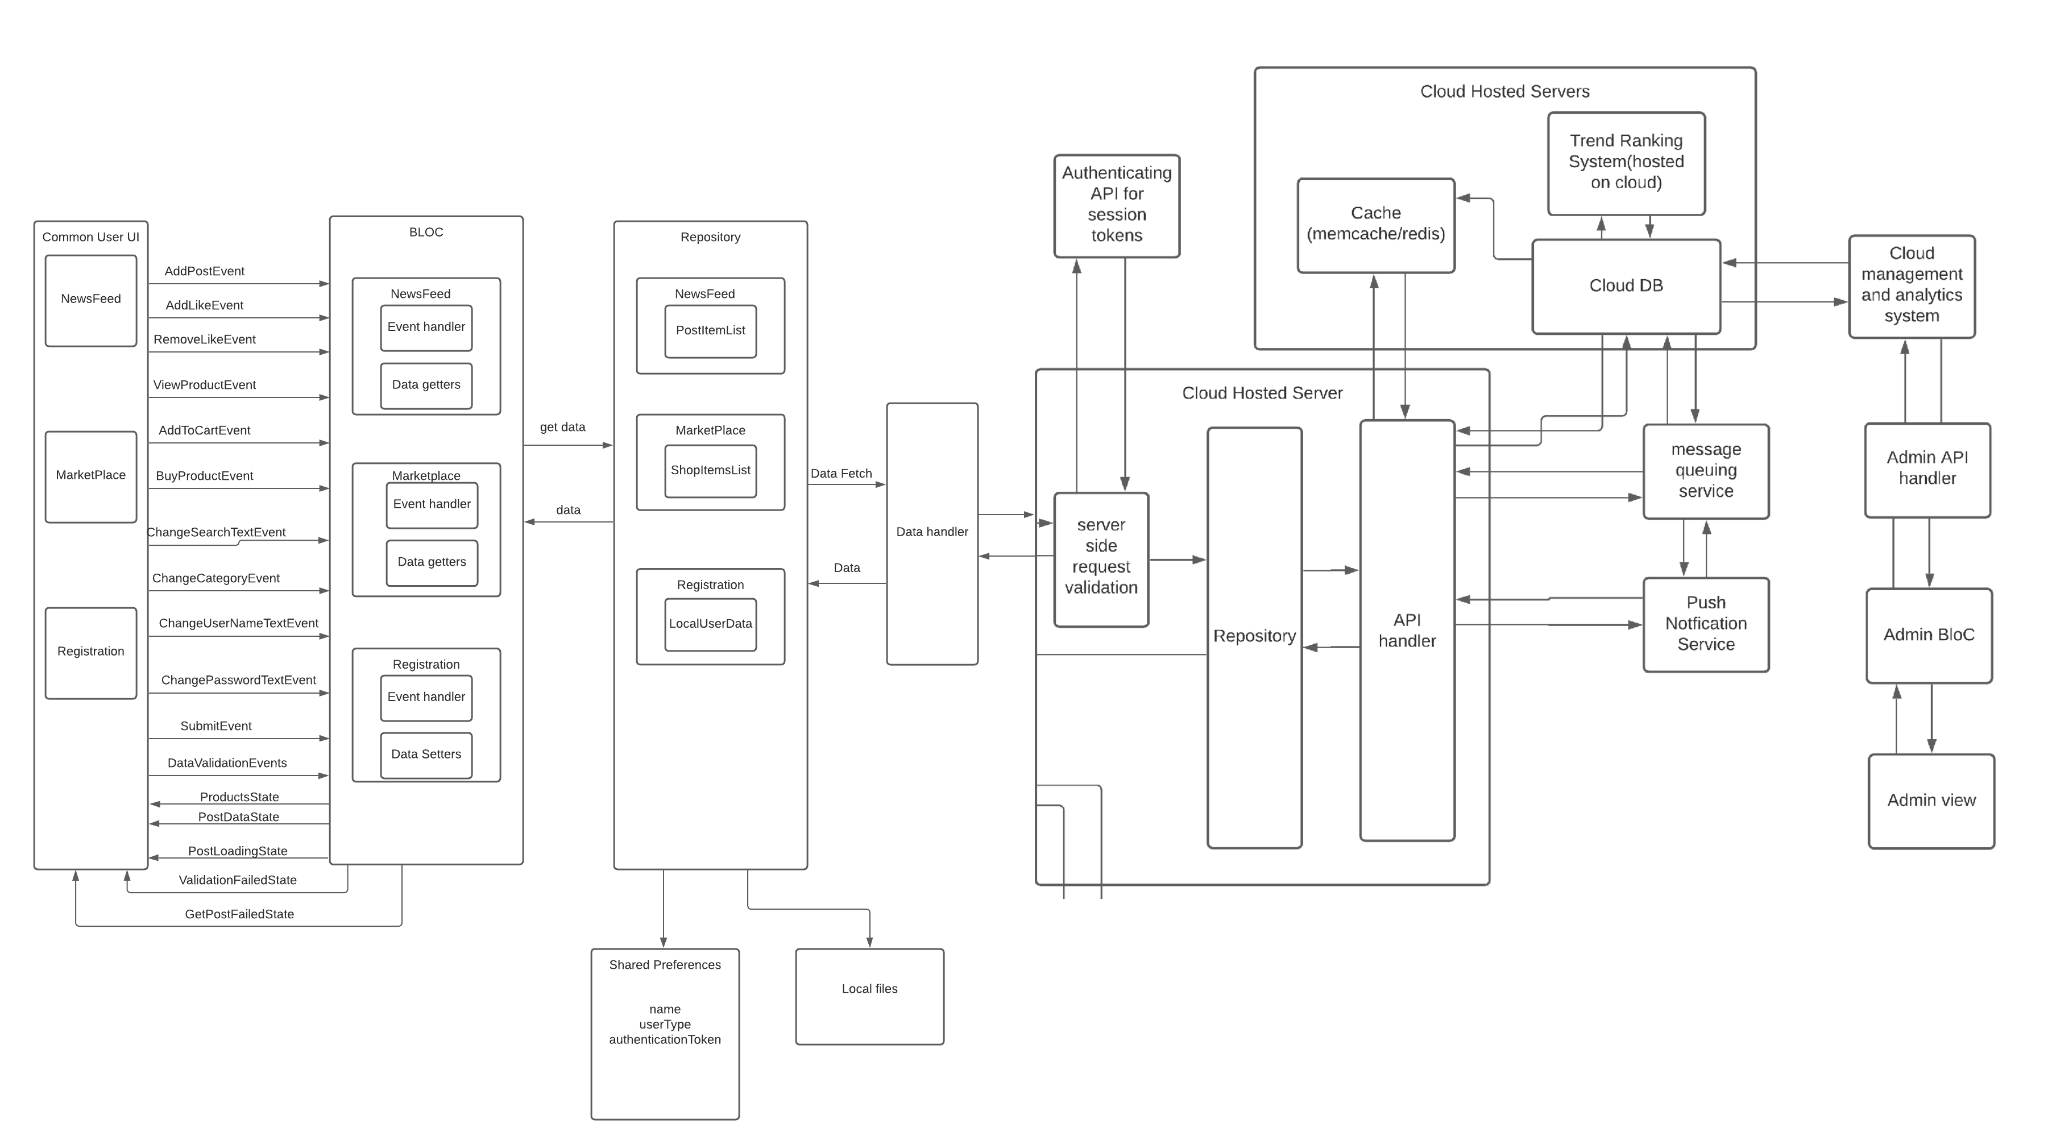 Common User UI
NewsFeed
MarketPlace
Registration
AddPostEvent
AddLikeEvent
RemoveLikeEvent
ViewProductEvent
AddToCartEvent
BuyProductEvent
ChangeSearchTextEvent
ChangeCategoryEvent
ChangeUserNameTextEvent
ChangePasswordTextEvent
SubmitEvent
DataValidationEvents
ProductsState
PostDataState
PostLoadingState
ValidationFailedState
GetPostFailedState
BLOC
NewsFeed
Event handler
Data getters
Marketplace
Event handler
Data getters
Registration
Event handler
Data Setters
get data
data
Repository
NewsFeed
PostItemList
MarketPlace
ShopItemsList
Registration
LocalUserData
Shared Preferences
name
userType
authenticationToken
Local files
Data Fetch
Data
Data handler
Authenticating
API for
session
tokens
Cloud Hosted Server
server
side
request
validation
Repository
API
handler
Cloud Hosted Servers
Cache
(memcache/redis)
Trend Ranking
System(hosted
on cloud)
Cloud DB
message
queuing
service
Push
Notfication
Service
Cloud
management
and analytics
system
Admin API
handler
Admin BloC
Admin view